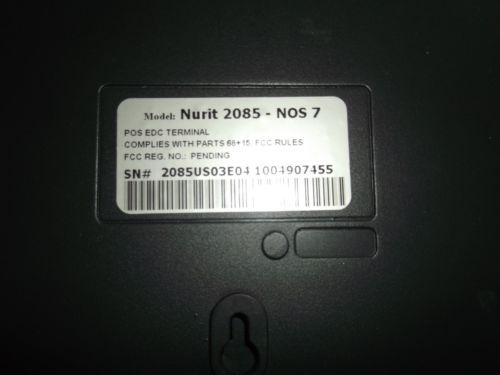 Model: Nurit 2085 - NOS 7
POS EDC TERMINAL
COMPLIES WITH PARTS 68+15 FCC RULES
FCC REG. NO.: PENDING
SN# 2085US03E04 1004907455